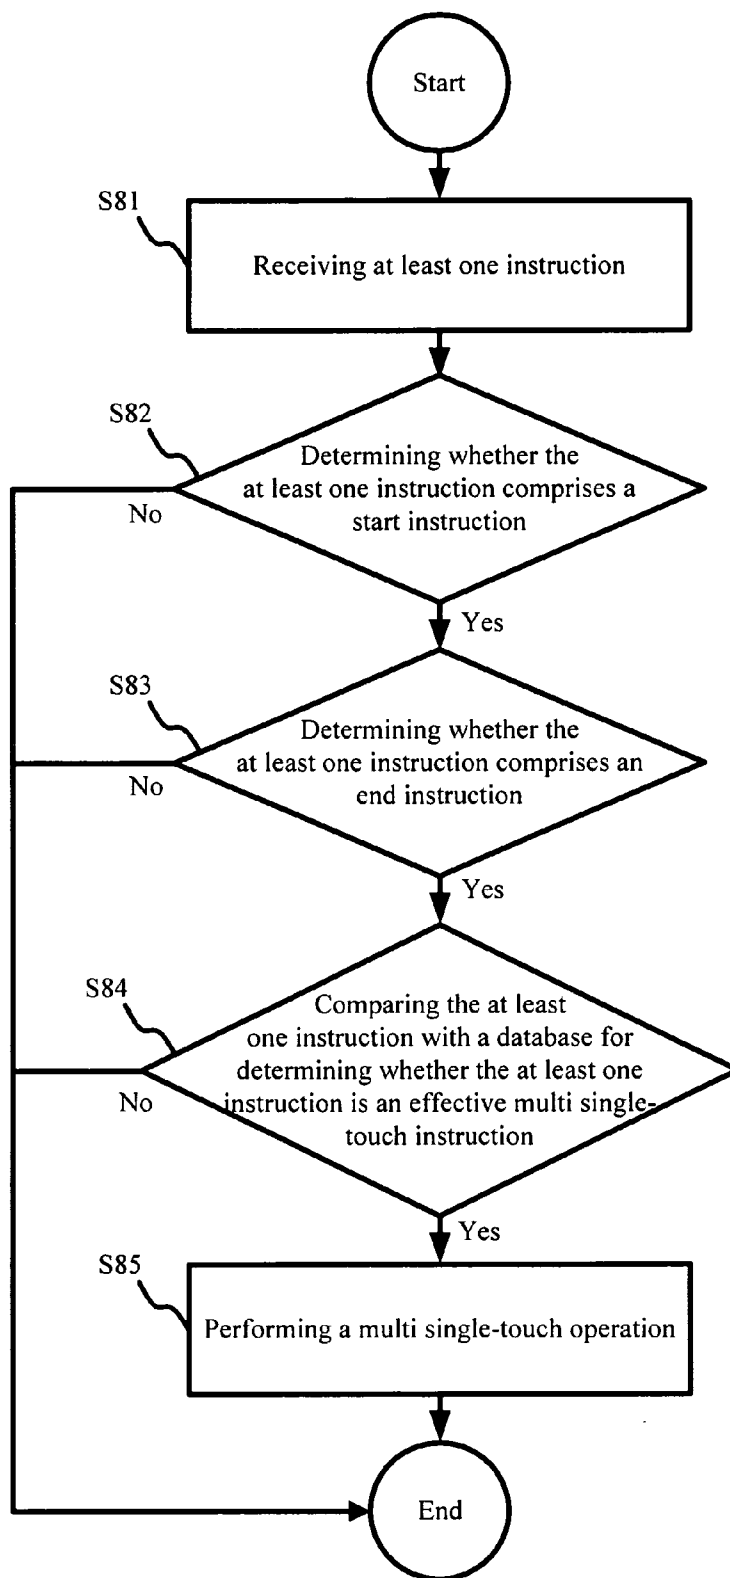 Start
S81
Receiving at least one instruction
S82
Determining whether the
at least one instruction comprises a
start instruction
No
Yes
S83
Determining whether the
at least one instruction comprises an
end instruction
No
Yes
S84
Comparing the at least
one instruction with a database for
determining whether the at least one
instruction is an effective multi single-
touch instruction
No
Yes
S85
Performing a multi single-touch operation
End